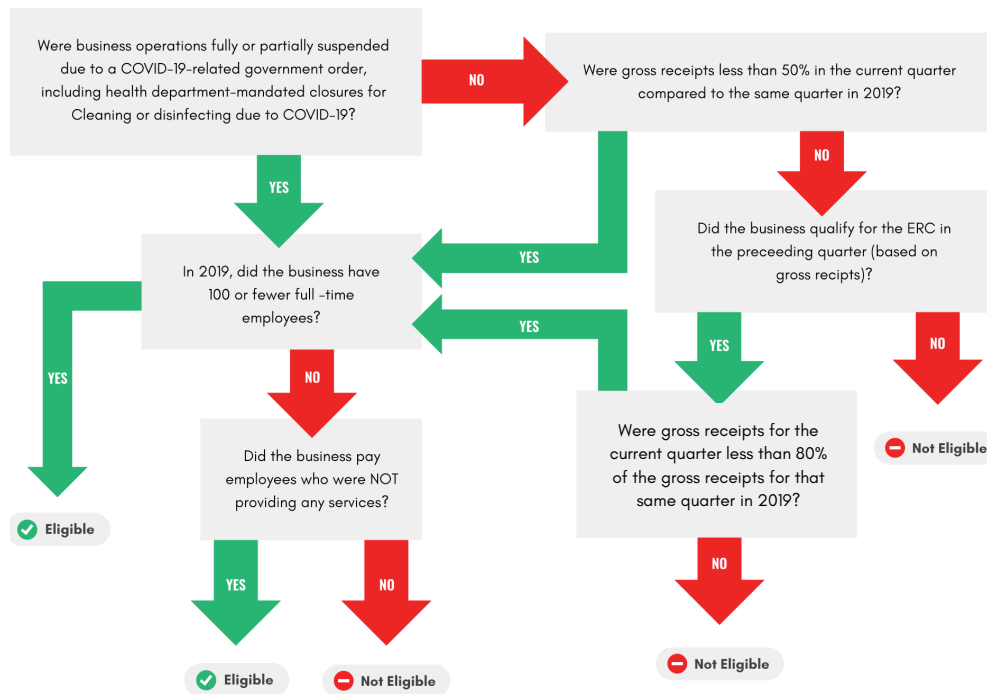 Were business operations fully or partially suspended
due to a COVID-19-related government order,
including health department-mandated closures for
Cleaning or disinfecting due to COVID-19?
NO
Were gross receipts less than 50% in the current quarter
compared to the same quarter in 2019?
YES
NO
Did the business qualify for the ERC in
the preceeding quarter (based on
gross recipts)?
YES
In 2019, did the business have
100 or fewer full -time
employees?
YES
YES
NO
YES
NO
Were gross receipts for the
current quarter less than 80%
of the gross receipts for that
same quarter in 2019?
Not Eligible
Did the business pay
employees who were NOT
providing any services?
Eligible
YES
NO
NO
Eligible
Not Eligible
Not Eligible